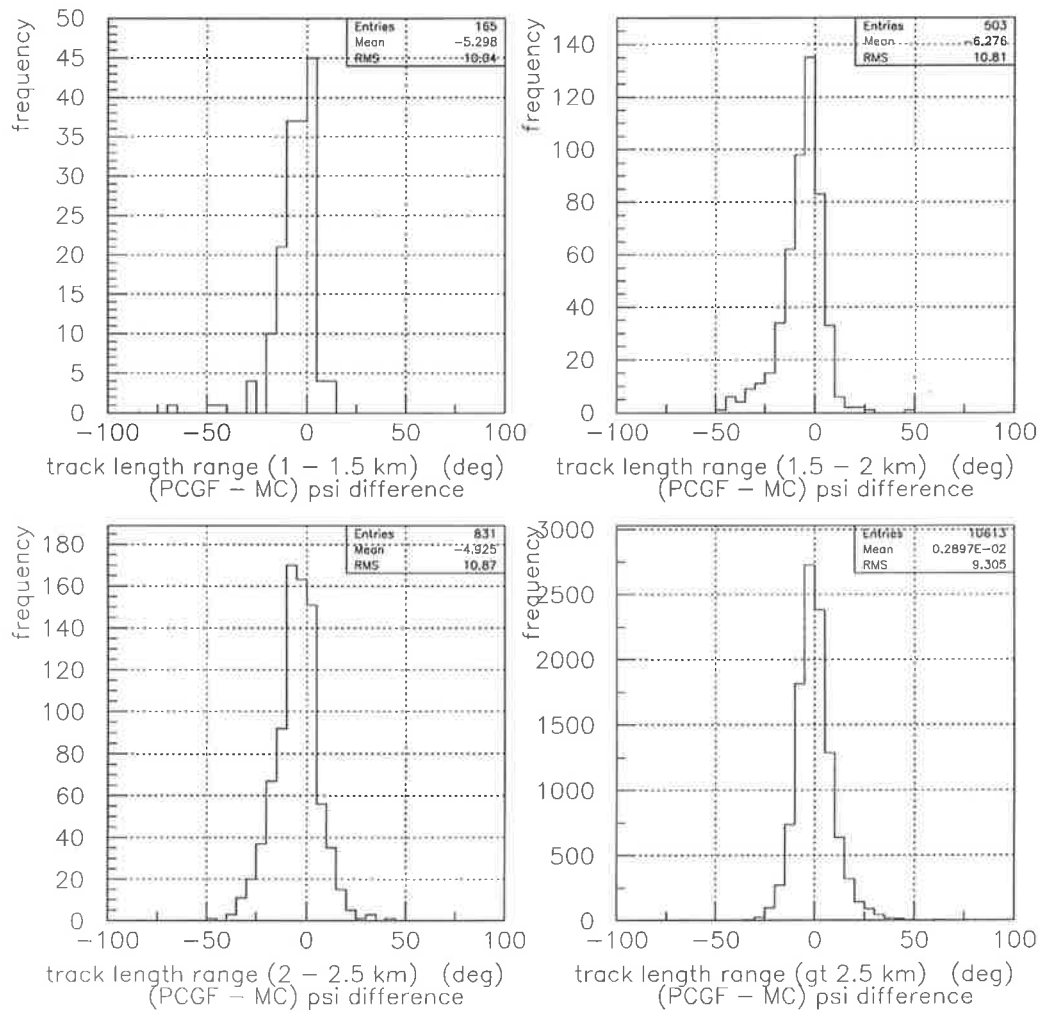 frequency
50
45
40
35
30
25
20
15
10
5
0
Entries 165
Mean -5.298
RMS 10.04
-100 -50 0 50 100
track length range (1 - 1.5 km) (deg)
(PCGF - MC) psi difference
frequency
140
120
100
80
60
40
20
0
Entries 503
Mean -6.276
RMS 10.81
-100 -50 0 50 100
track length range (1.5 - 2 km) (deg)
(PCGF - MC) psi difference
frequency
180
160
140
120
100
80
60
40
20
0
Entries 831
Mean -4.925
RMS 10.87
-100 -50 0 50 100
track length range (2 - 2.5 km) (deg)
(PCGF - MC) psi difference
frequency
3000
2500
2000
1500
1000
500
0
Entries 10613
Mean 0.2897E-02
RMS 9.305
-100 -50 0 50 100
track length range (gt 2.5 km) (deg)
(PCGF - MC) psi difference